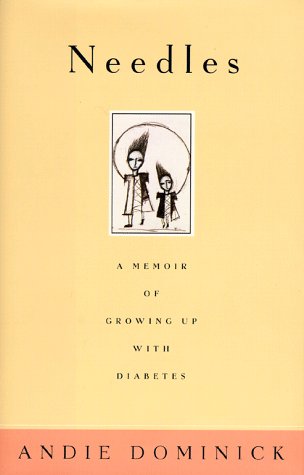 Needles
A MEMOIR
OF
GROWING UP
WITH
DIABETES
ANDIE DOMINICK